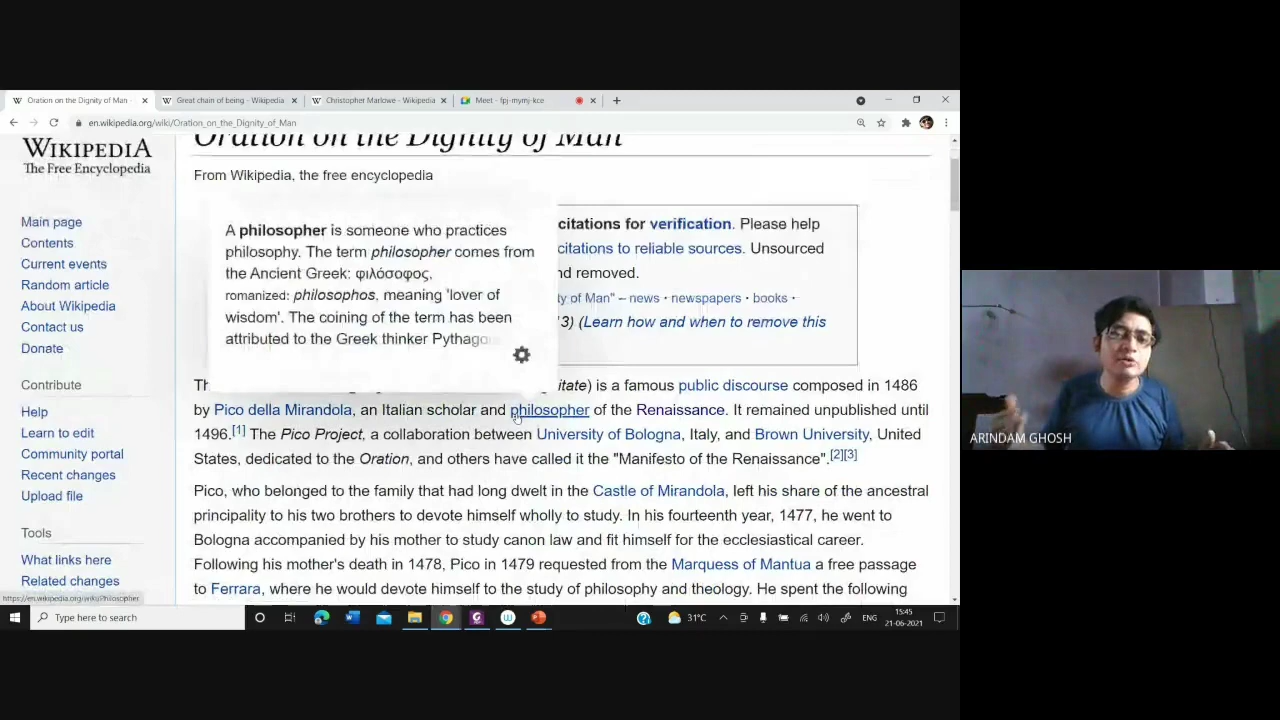 Oration on the Dignity of Man -
Great chain of being - Wikipedia
Christopher Marlowe - Wikipedia
Meet - fpj-mymj-kce
en.wikipedia.org/wiki/Oration_on_the_Dignity_of_Man
WIKIPEDIA
The Free Encyclopedia
Main page
Contents
Current events
Random article
About Wikipedia
Contact us
Donate
Contribute
Help
Learn to edit
Community portal
Recent changes
Upload file
Tools
What links here
Related changes
Oration on the Dignity of Man
From Wikipedia, the free encyclopedia
citations for verification. Please help
citations to reliable sources. Unsourced
nd removed.
ty of Man" – news · newspapers · books ·
3) (Learn how and when to remove this
A philosopher is someone who practices
philosophy. The term philosopher comes from
the Ancient Greek: φιλόσοφος,
romanized: philosophos, meaning 'lover of
wisdom'. The coining of the term has been
attributed to the Greek thinker Pythago
Th itate) is a famous public discourse composed in 1486
by Pico della Mirandola, an Italian scholar and philosopher of the Renaissance. It remained unpublished until
1496.[1] The Pico Project, a collaboration between University of Bologna, Italy, and Brown University, United
States, dedicated to the Oration, and others have called it the "Manifesto of the Renaissance".[2][3]
Pico, who belonged to the family that had long dwelt in the Castle of Mirandola, left his share of the ancestral
principality to his two brothers to devote himself wholly to study. In his fourteenth year, 1477, he went to
Bologna accompanied by his mother to study canon law and fit himself for the ecclesiastical career.
Following his mother's death in 1478, Pico in 1479 requested from the Marquess of Mantua a free passage
to Ferrara, where he would devote himself to the study of philosophy and theology. He spent the following
https://en.wikipedia.org/wiki/Philosopher
Type here to search
31°C
ENG
15:45
21-06-2021
ARINDAM GHOSH